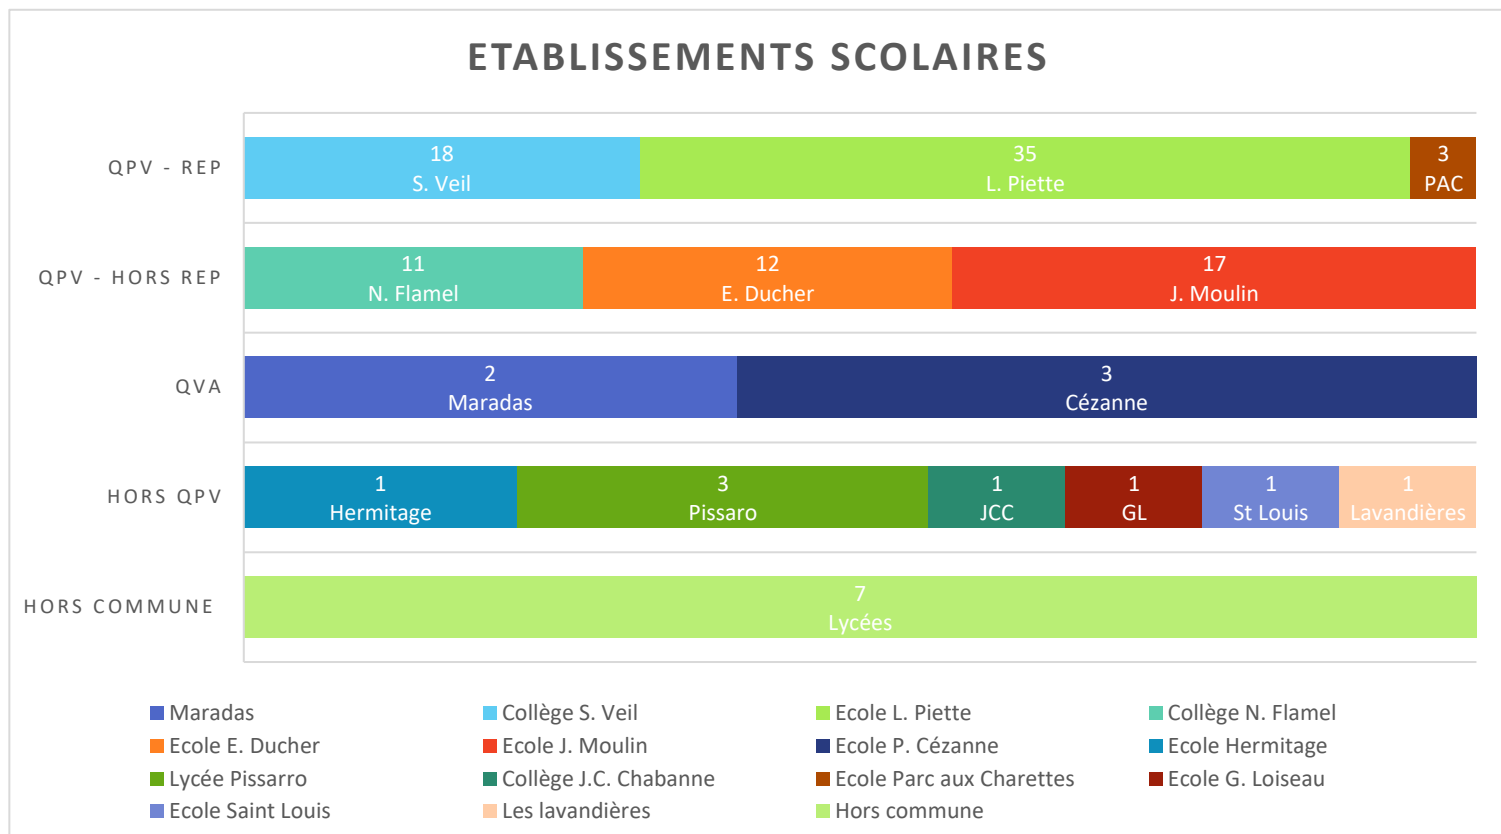 ETABLISSEMENTS SCOLAIRES
QPV - REP
18
S. Veil
35
L. Piette
3
PAC
QPV - HORS REP
11
N. Flamel
12
E. Ducher
17
J. Moulin
QVA
2
Maradas
3
Cézanne
HORS QPV
1
Hermitage
3
Pissaro
1
JCC
1
GL
1
St Louis
1
Lavandières
HORS COMMUNE
7
Lycées
Maradas
Collège S. Veil
Ecole L. Piette
Collège N. Flamel
Ecole E. Ducher
Ecole J. Moulin
Ecole P. Cézanne
Ecole Hermitage
Lycée Pissarro
Collège J.C. Chabanne
Ecole Parc aux Charettes
Ecole G. Loiseau
Ecole Saint Louis
Les lavandières
Hors commune